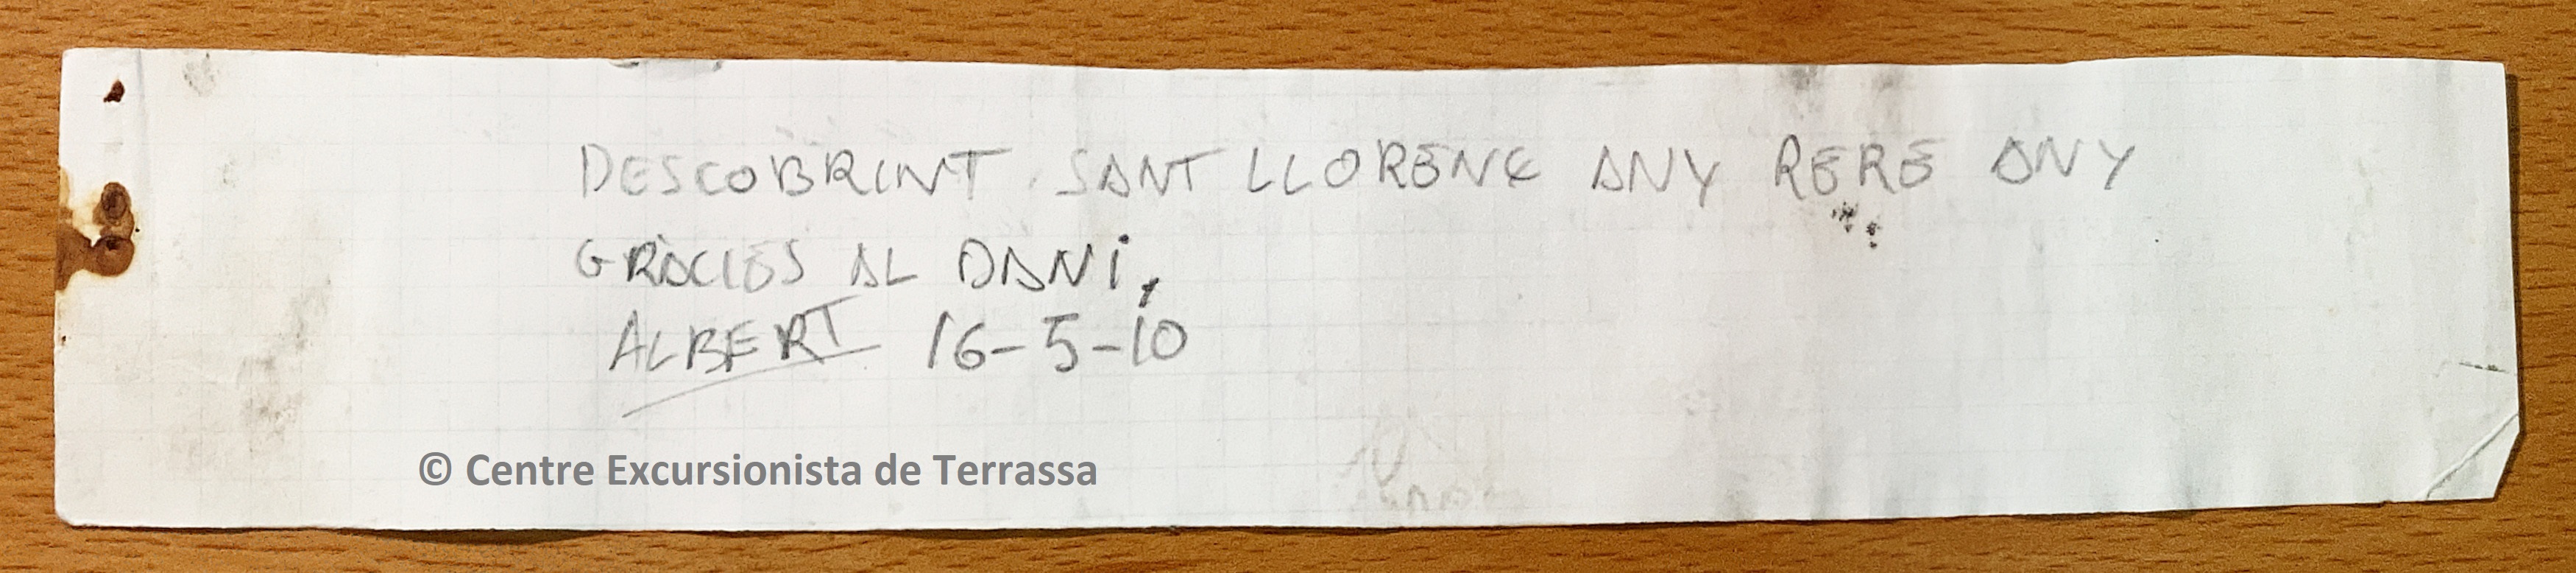 DESCOBRINT SANT LLORENÇ ANY RERE ANY
GRÀCIES AL DANI,
ALBERT 16-5-10
© Centre Excursionista de Terrassa